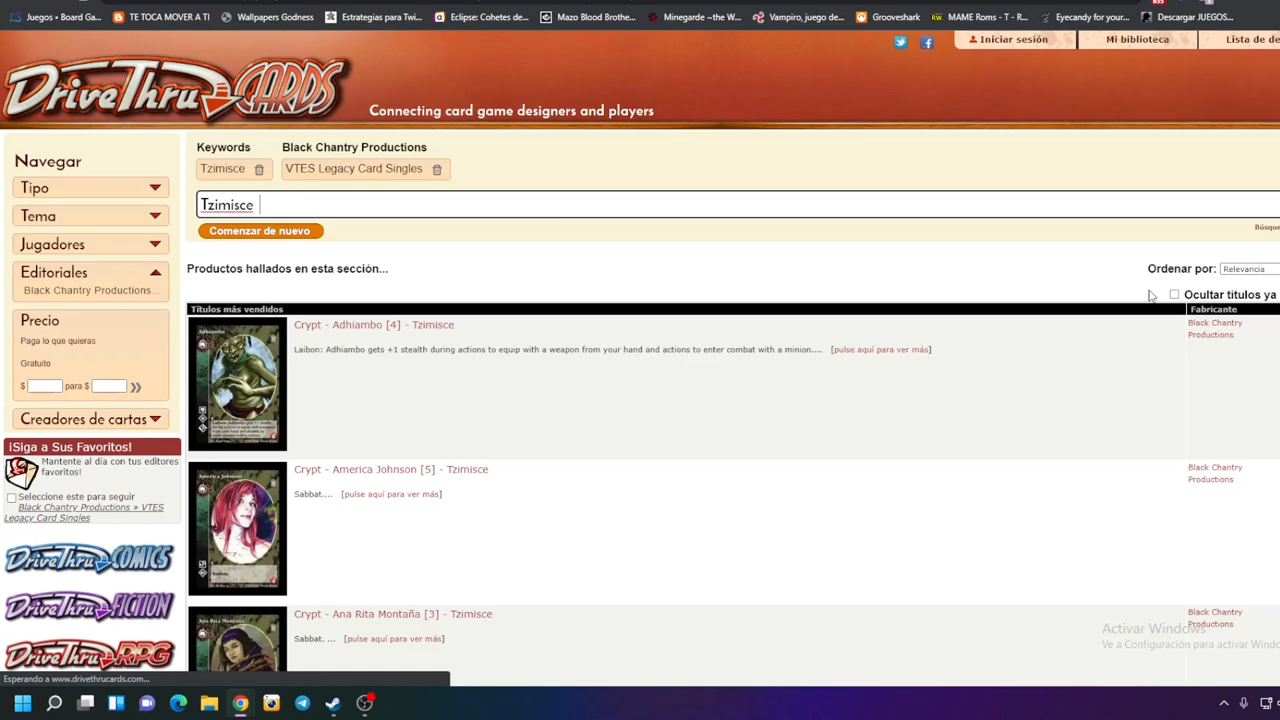 Juegos • Board Ga...
TE TOCA MOVER A TI
Wallpapers Godness
Estrategias para Twi...
Eclipse: Cohetes de...
Mazo Blood Brothe...
Minegarde ~the W...
Vampiro, juego de...
Grooveshark
MAME Roms - T - R...
Eyecandy for your...
Descargar JUEGOS...
Iniciar sesión
Mi biblioteca
Lista de de
DriveThru CARDS
Connecting card game designers and players
Navegar
Tipo
Tema
Jugadores
Editoriales
Black Chantry Productions...
Precio
Paga lo que quieras
Gratuito
$ para $ »
Creadores de cartas
¡Siga a Sus Favoritos!
Mantente al día con tus editores
favoritos!
Seleccione este para seguir
Black Chantry Productions » VTES
Legacy Card Singles
DriveThru COMICS
DriveThru FICTION
DriveThru RPG
Keywords
Black Chantry Productions
Tzimisce
VTES Legacy Card Singles
Tzimisce
Comenzar de nuevo
Búsque
Productos hallados en esta sección...
Ordenar por:
Relevancia
Ocultar títulos ya
Títulos más vendidos
Fabricante
Crypt - Adhiambo [4] - Tzimisce
Laibon: Adhiambo gets +1 stealth during actions to equip with a weapon from your hand and actions to enter combat with a minion.... [pulse aquí para ver más]
Black Chantry
Productions
Adhiambo
Crypt - America Johnson [5] - Tzimisce
Sabbat.... [pulse aquí para ver más]
Black Chantry
Productions
America Johnson
Sabbat.
Crypt - Ana Rita Montaña [3] - Tzimisce
Sabbat. ... [pulse aquí para ver más]
Black Chantry
Productions
Ana Rita Montaña
Activar Windows
Ve a Configuración para activar Windows
Esperando a www.drivethrucards.com...